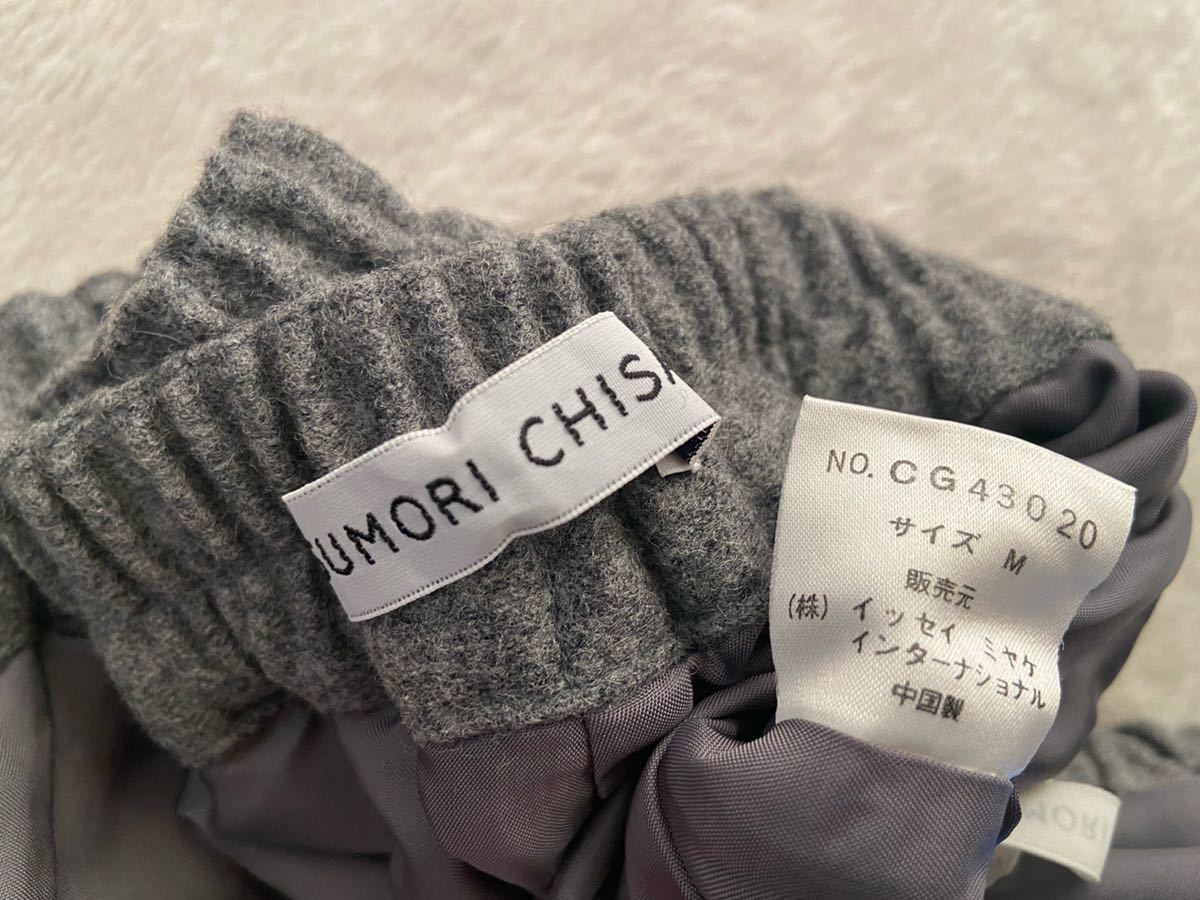 UMORI CHIS
NO. CG43020
サイズ M
販売元
(株) イッセイ ミヤケ
インターナショナル
中国製
MORI